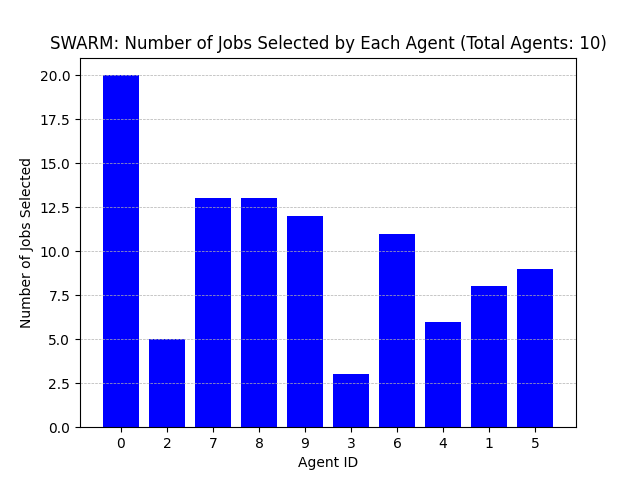 SWARM: Number of Jobs Selected by Each Agent (Total Agents: 10)
Number of Jobs Selected
20.0
17.5
15.0
12.5
10.0
7.5
5.0
2.5
0.0
0 2 7 8 9 3 6 4 1 5
Agent ID